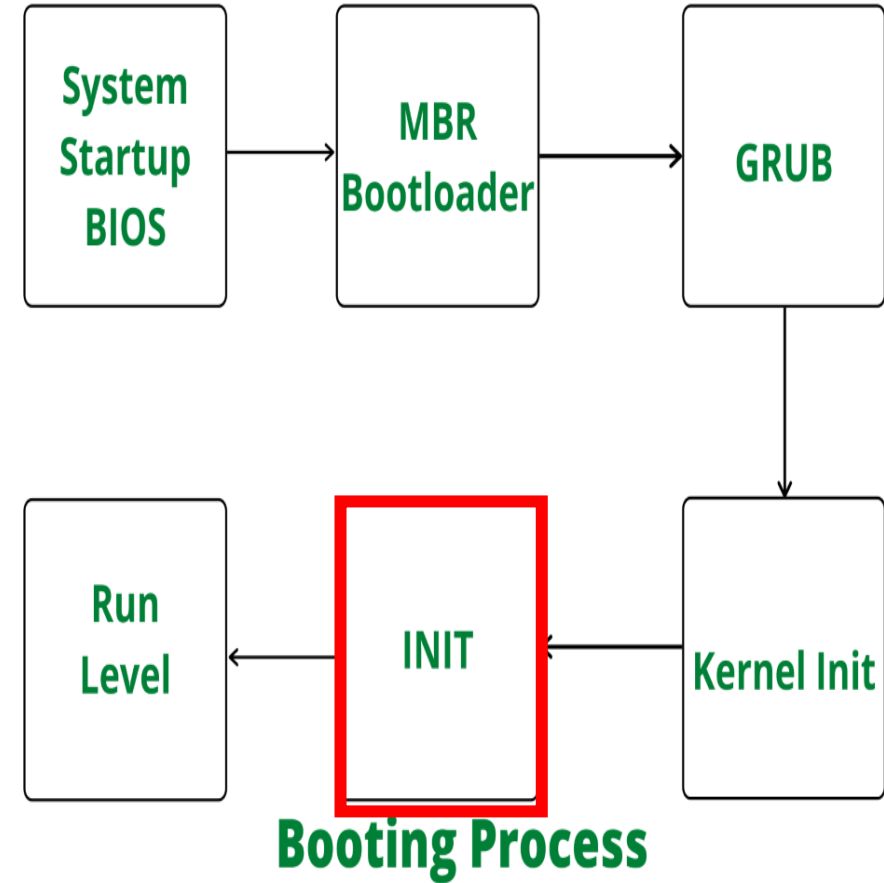 System
Startup
BIOS
MBR
Bootloader
GRUB
Run
Level
INIT
Kernel Init
Booting Process